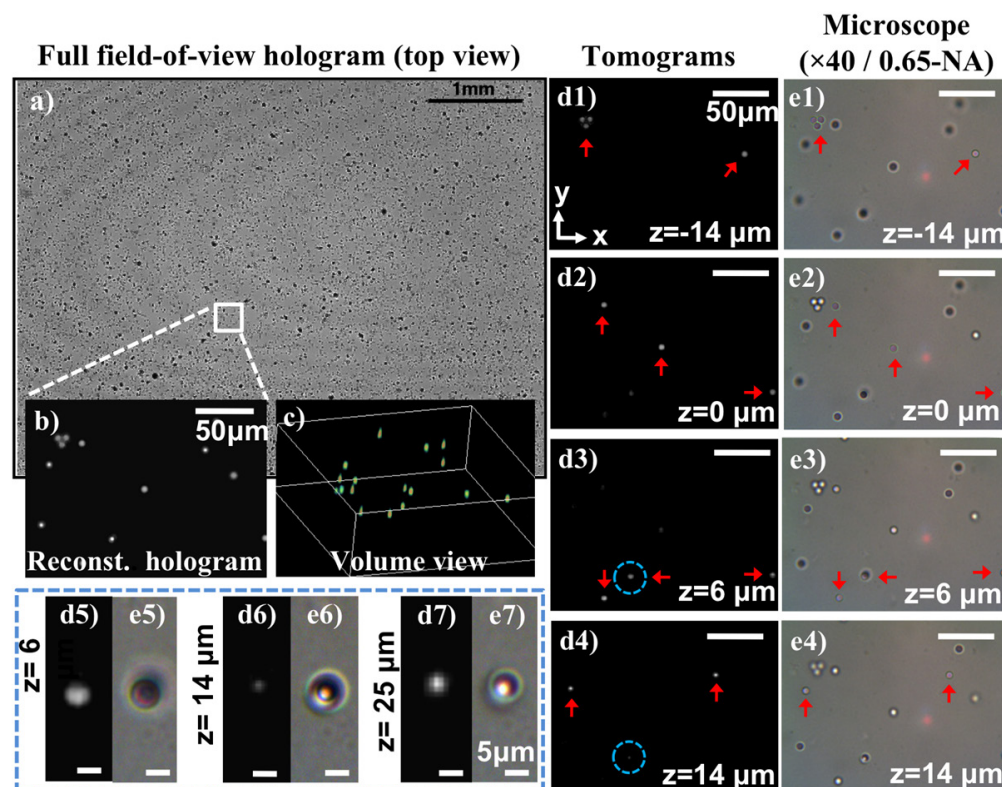 Full field-of-view hologram (top view)
Tomograms
Microscope
(×40 / 0.65-NA)
a)
1mm
b)
50μm
Reconst. hologram
c)
Volume view
d1)
50μm
y
x
z=-14 μm
e1)
z=-14 μm
d2)
z=0 μm
e2)
z=0 μm
d3)
z=6 μm
e3)
z=6 μm
d4)
z=14 μm
e4)
z=14 μm
z= 6 μm
d5)
e5)
z= 14 μm
d6)
e6)
z= 25 μm
d7)
e7)
5μm